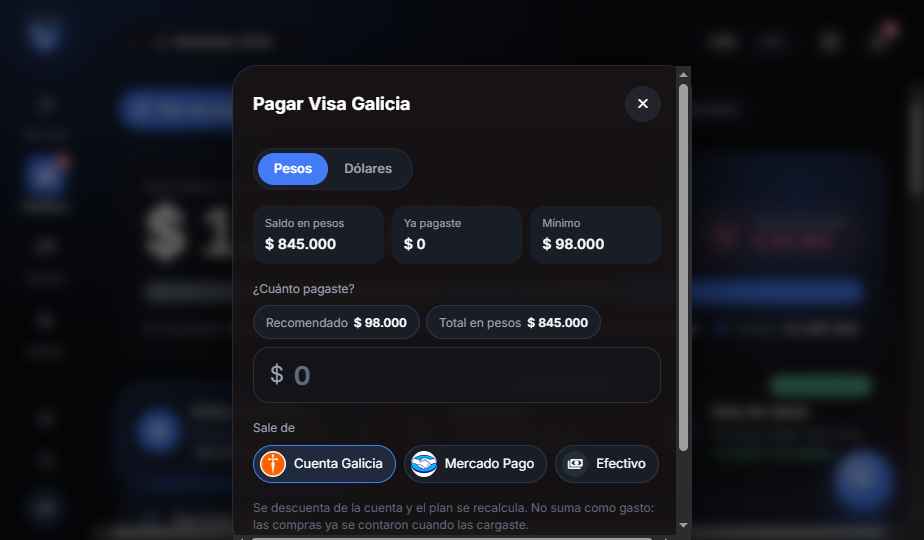 Pagar Visa Galicia
Pesos
Dólares
Saldo en pesos
$ 845.000
Ya pagaste
$ 0
Mínimo
$ 98.000
¿Cuánto pagaste?
Recomendado $ 98.000
Total en pesos $ 845.000
$ 0
Sale de
Cuenta Galicia
Mercado Pago
Efectivo
Se descuenta de la cuenta y el plan se recalcula. No suma como gasto:
las compras ya se contaron cuando las cargaste.